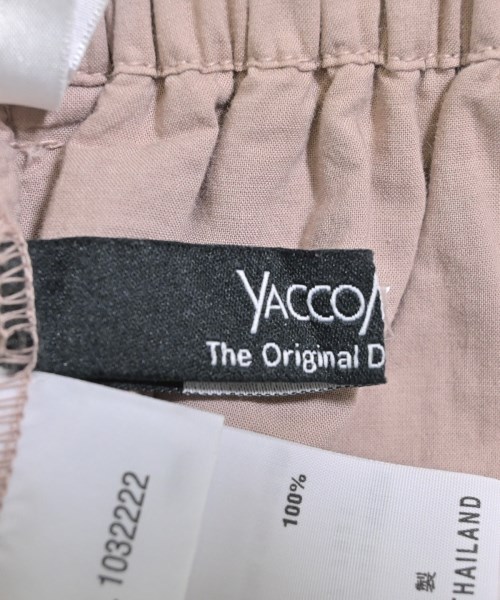 YACCO
The Original D
1032222
100%
製
THAILAND